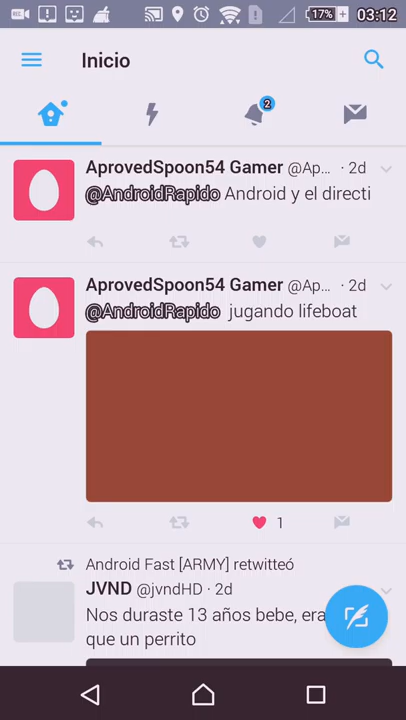 REC
17%
03:12
Inicio
2
AprovedSpoon54 Gamer @Ap... · 2d
@AndroidRapido Android y el directi
AprovedSpoon54 Gamer @Ap... · 2d
@AndroidRapido jugando lifeboat
1
Android Fast [ARMY] retwitteó
JVND @jvndHD · 2d
Nos duraste 13 años bebe, era
que un perrito